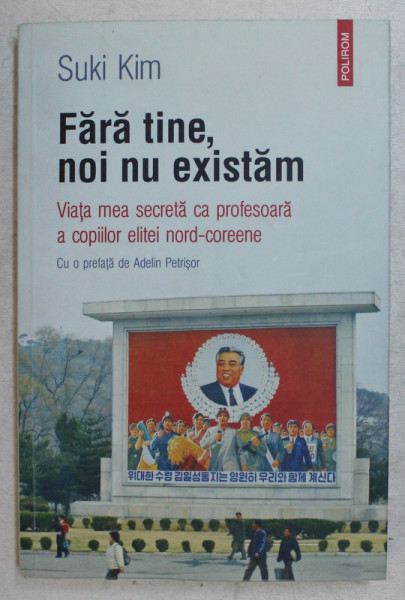 Suki Kim
POLIROM
Fără tine,
noi nu existăm
Viața mea secretă ca profesoară
a copiilor elitei nord-coreene
Cu o prefață de Adelin Petrișor
위대한 수령 김일성동지는 영원히 우리와 함께 계신다